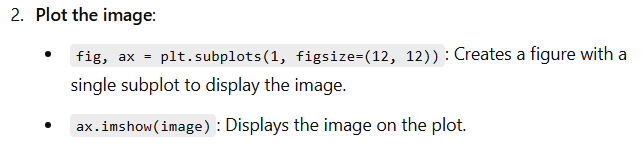 2. Plot the image:
• fig, ax = plt.subplots(1, figsize=(12, 12)) : Creates a figure with a
single subplot to display the image.
• ax.imshow(image) : Displays the image on the plot.